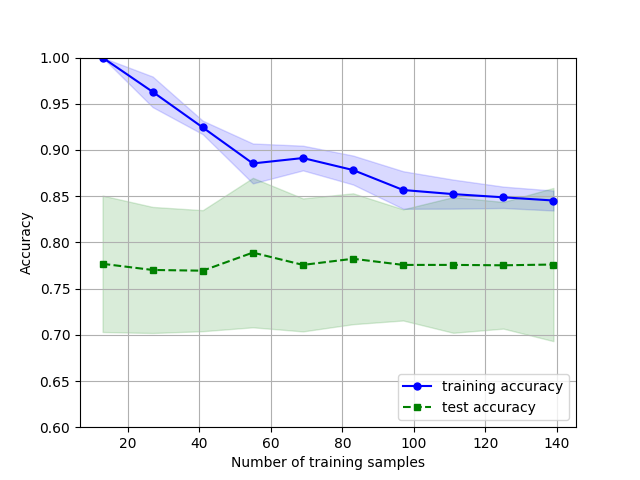 1.00
0.95
0.90
0.85
0.80
0.75
0.70
0.65
0.60
Accuracy
training accuracy
test accuracy
20 40 60 80 100 120 140
Number of training samples